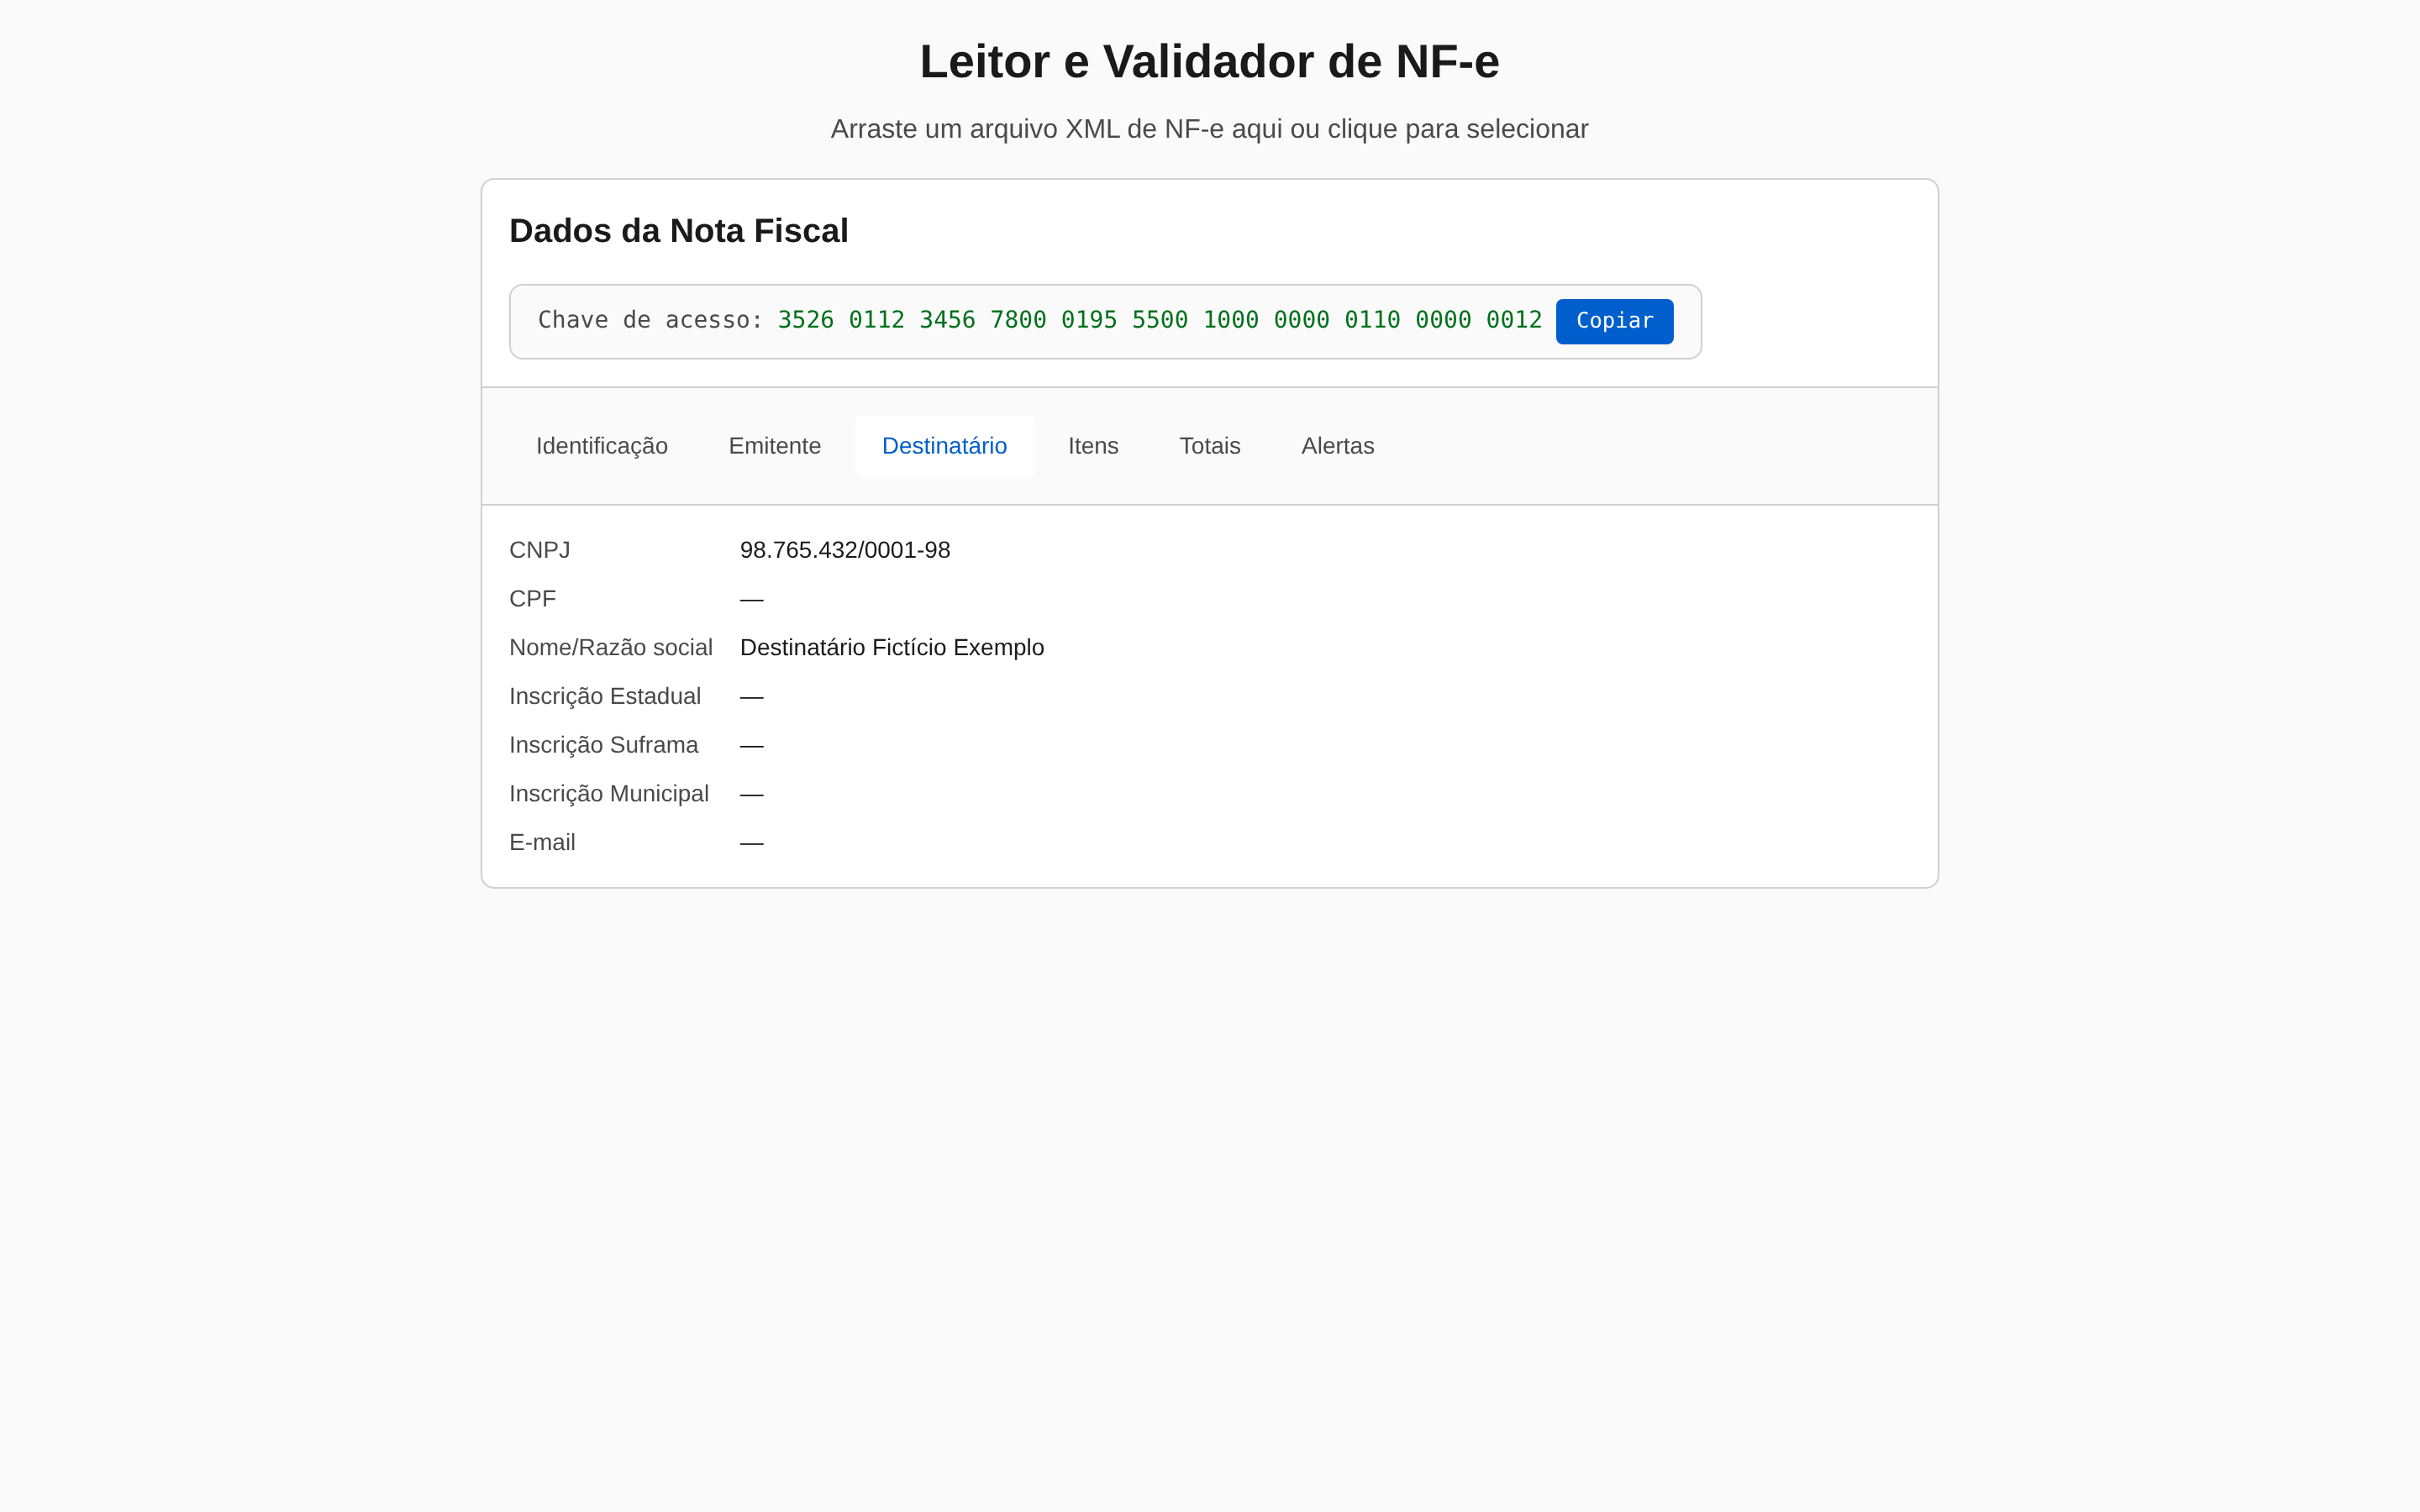 Leitor e Validador de NF-e
Arraste um arquivo XML de NF-e aqui ou clique para selecionar
Dados da Nota Fiscal
Chave de acesso: 3526 0112 3456 7800 0195 5500 1000 0000 0110 0000 0012 Copiar
Identificação Emitente Destinatário Itens Totais Alertas
CNPJ 98.765.432/0001-98
CPF —
Nome/Razão social Destinatário Fictício Exemplo
Inscrição Estadual —
Inscrição Suframa —
Inscrição Municipal —
E-mail —